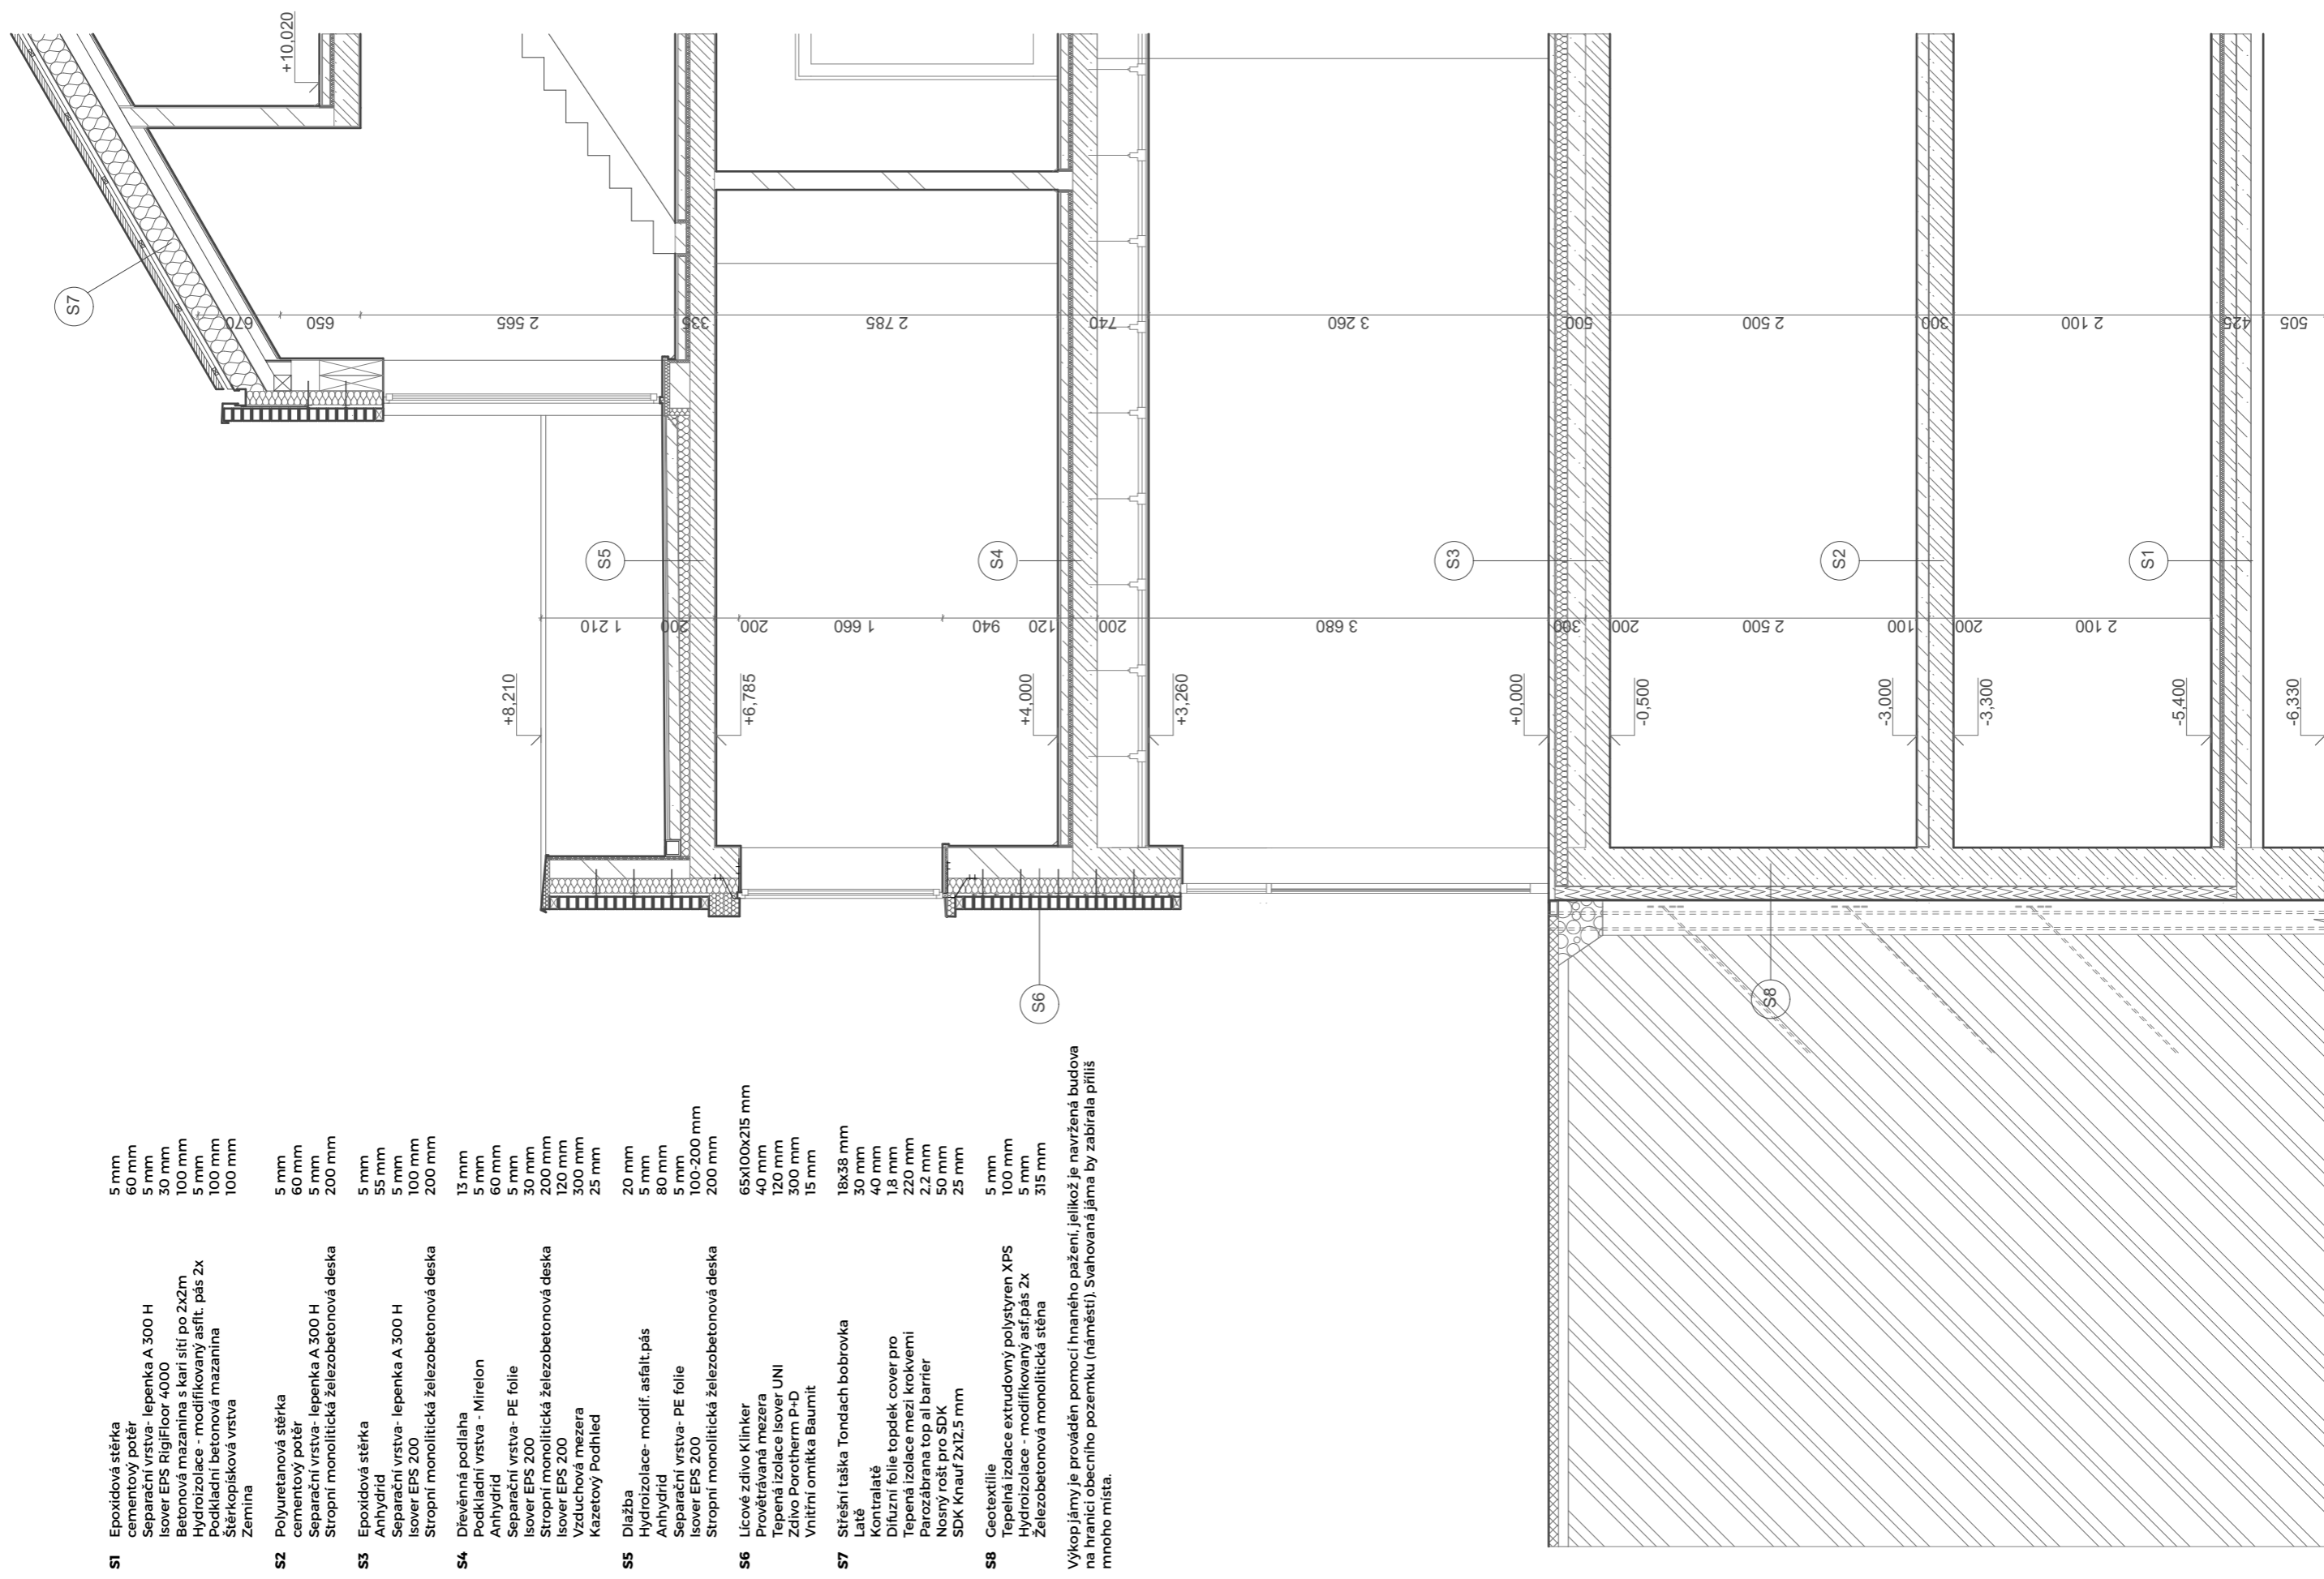 S1 Epoxidová stěrka 5 mm
cementový potěr 60 mm
Separační vrstva- lepenka A 300 H 5 mm
Isover EPS RigiFloor 4000 30 mm
Betonová mazanina s kari sítí po 2x2m 100 mm
Hydroizolace - modifikovaný asflt. pás 2x 5 mm
Podkladní betonová mazanina 100 mm
Štěrkopísková vrstva 100 mm
Zemina
S2 Polyuretanová stěrka 5 mm
cementový potěr 60 mm
Separační vrstva- lepenka A 300 H 5 mm
Stropní monolitická železobetonová deska 200 mm
S3 Epoxidová stěrka 5 mm
Anhydrid 55 mm
Separační vrstva- lepenka A 300 H 5 mm
Isover EPS 200 100 mm
Stropní monolitická železobetonová deska 200 mm
S4 Dřevěnná podlaha 13 mm
Podkladní vrstva - Mirelon 5 mm
Anhydrid 60 mm
Separační vrstva- PE folie 5 mm
Isover EPS 200 30 mm
Stropní monolitická železobetonová deska 200 mm
Isover EPS 200 120 mm
Vzduchová mezera 300 mm
Kazetový Podhled 25 mm
S5 Dlažba 20 mm
Hydroizolace- modif. asfalt.pás 5 mm
Anhydrid 80 mm
Separační vrstva- PE folie 5 mm
Isover EPS 200 100-200 mm
Stropní monolitická železobetonová deska 200 mm
S6 Lícové zdivo Klinker 65x100x215 mm
Provětrávaná mezera 40 mm
Tepená izolace Isover UNI 120 mm
Zdivo Porotherm P+D 300 mm
Vnitřní omítka Baumit 15 mm
S7 Střešní taška Tondach bobrovka 18x38 mm
Latě 30 mm
Kontralatě 40 mm
Difuzní folie topdek cover pro 1,8 mm
Tepená izolace mezi krokvemi 220 mm
Parozábrana top al barrier 2,2 mm
Nosný rošt pro SDK 50 mm
SDK Knauf 2x12,5 mm 25 mm
S8 Geotextílie 5 mm
Tepelná izolace extrudovný polystyren XPS 100 mm
Hydroizolace - modifikovaný asf.pás 2x 5 mm
Železobetonová monolitická stěna 315 mm
Výkop jámy je prováděn pomocí hnaného pažení, jelikož je navržená budova
na hranici obecního pozemku (náměstí). Svahovaná jáma by zabírala příliš
mnoho místa.
S7
S5
S4
S3
S2
S1
S6
S8
+10,020
+8,210
+6,785
+4,000
+3,260
+0,000
-0,500
-3,000
-3,300
-5,400
-6,330
670
650
2 565
335
2 785
740
3 260
500
2 500
300
2 100
425
505
1 210
200
200
1 660
940
120
200
3 680
300
200
2 500
100
200
2 100